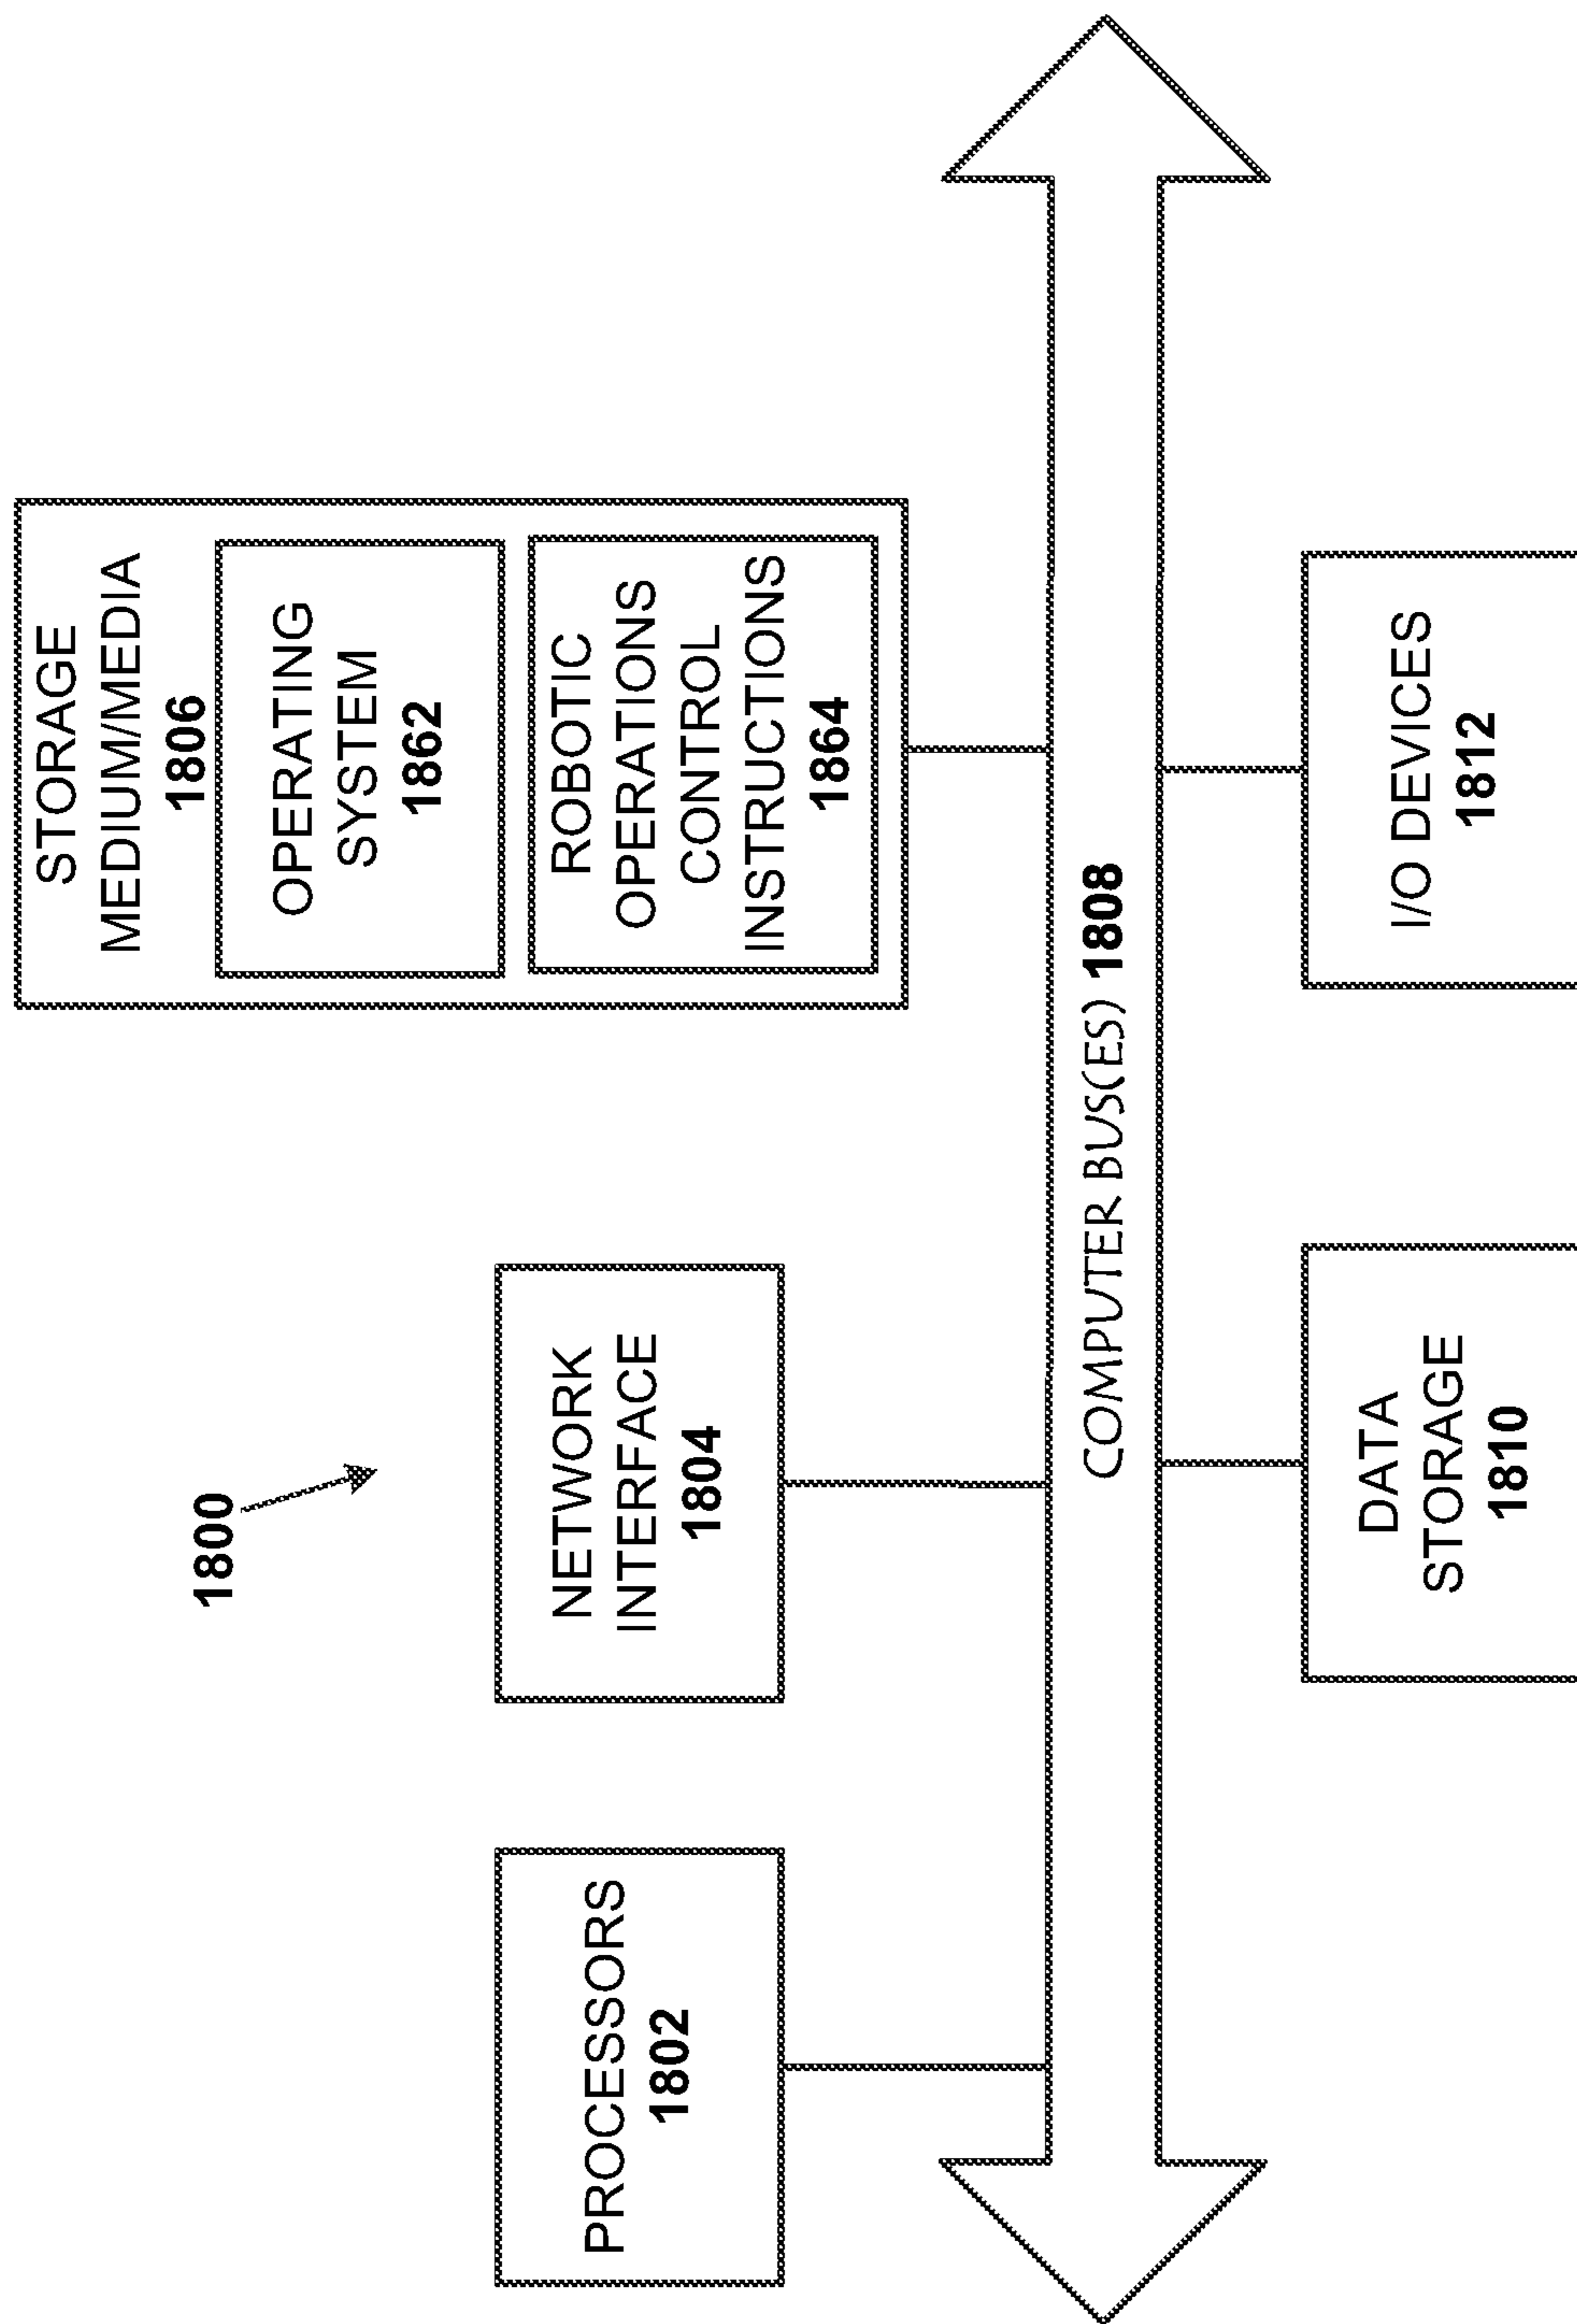 1800
PROCESSORS
1802
NETWORK
INTERFACE
1804
STORAGE
MEDIUM/MEDIA
1806
OPERATING
SYSTEM
1862
ROBOTIC
OPERATIONS
CONTROL
INSTRUCTIONS
1864
COMPUTER BUS(ES) 1808
DATA
STORAGE
1810
I/O DEVICES
1812